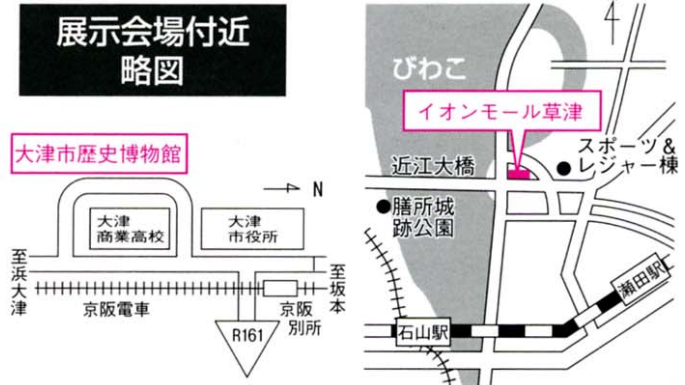 展示会場付近
略図
大津市歴史博物館
N
大津
商業高校
大津
市役所
至浜大津
至坂本
京阪電車
京阪
別所
R161
びわこ
イオンモール草津
近江大橋
スポーツ&
レジャー棟
膳所城
跡公園
瀬田駅
石山駅